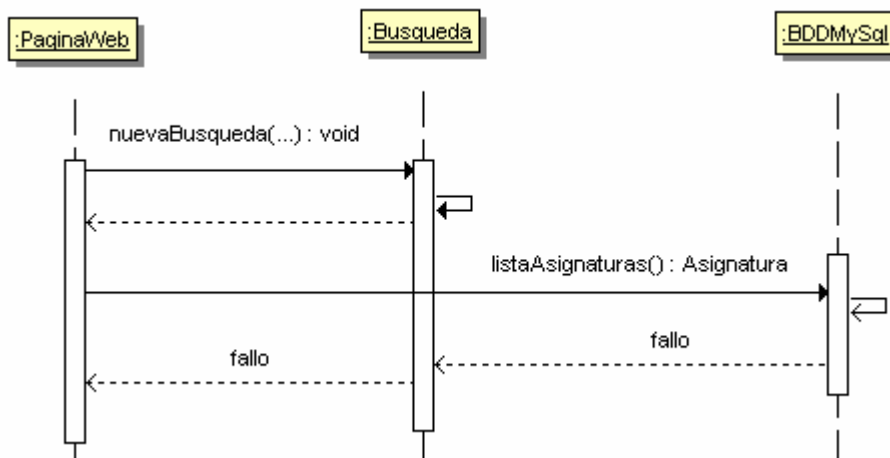 :PaginaWeb
:Busqueda
:BDDMySql
nuevaBusqueda(...) : void
listaAsignaturas() : Asignatura
fallo
fallo